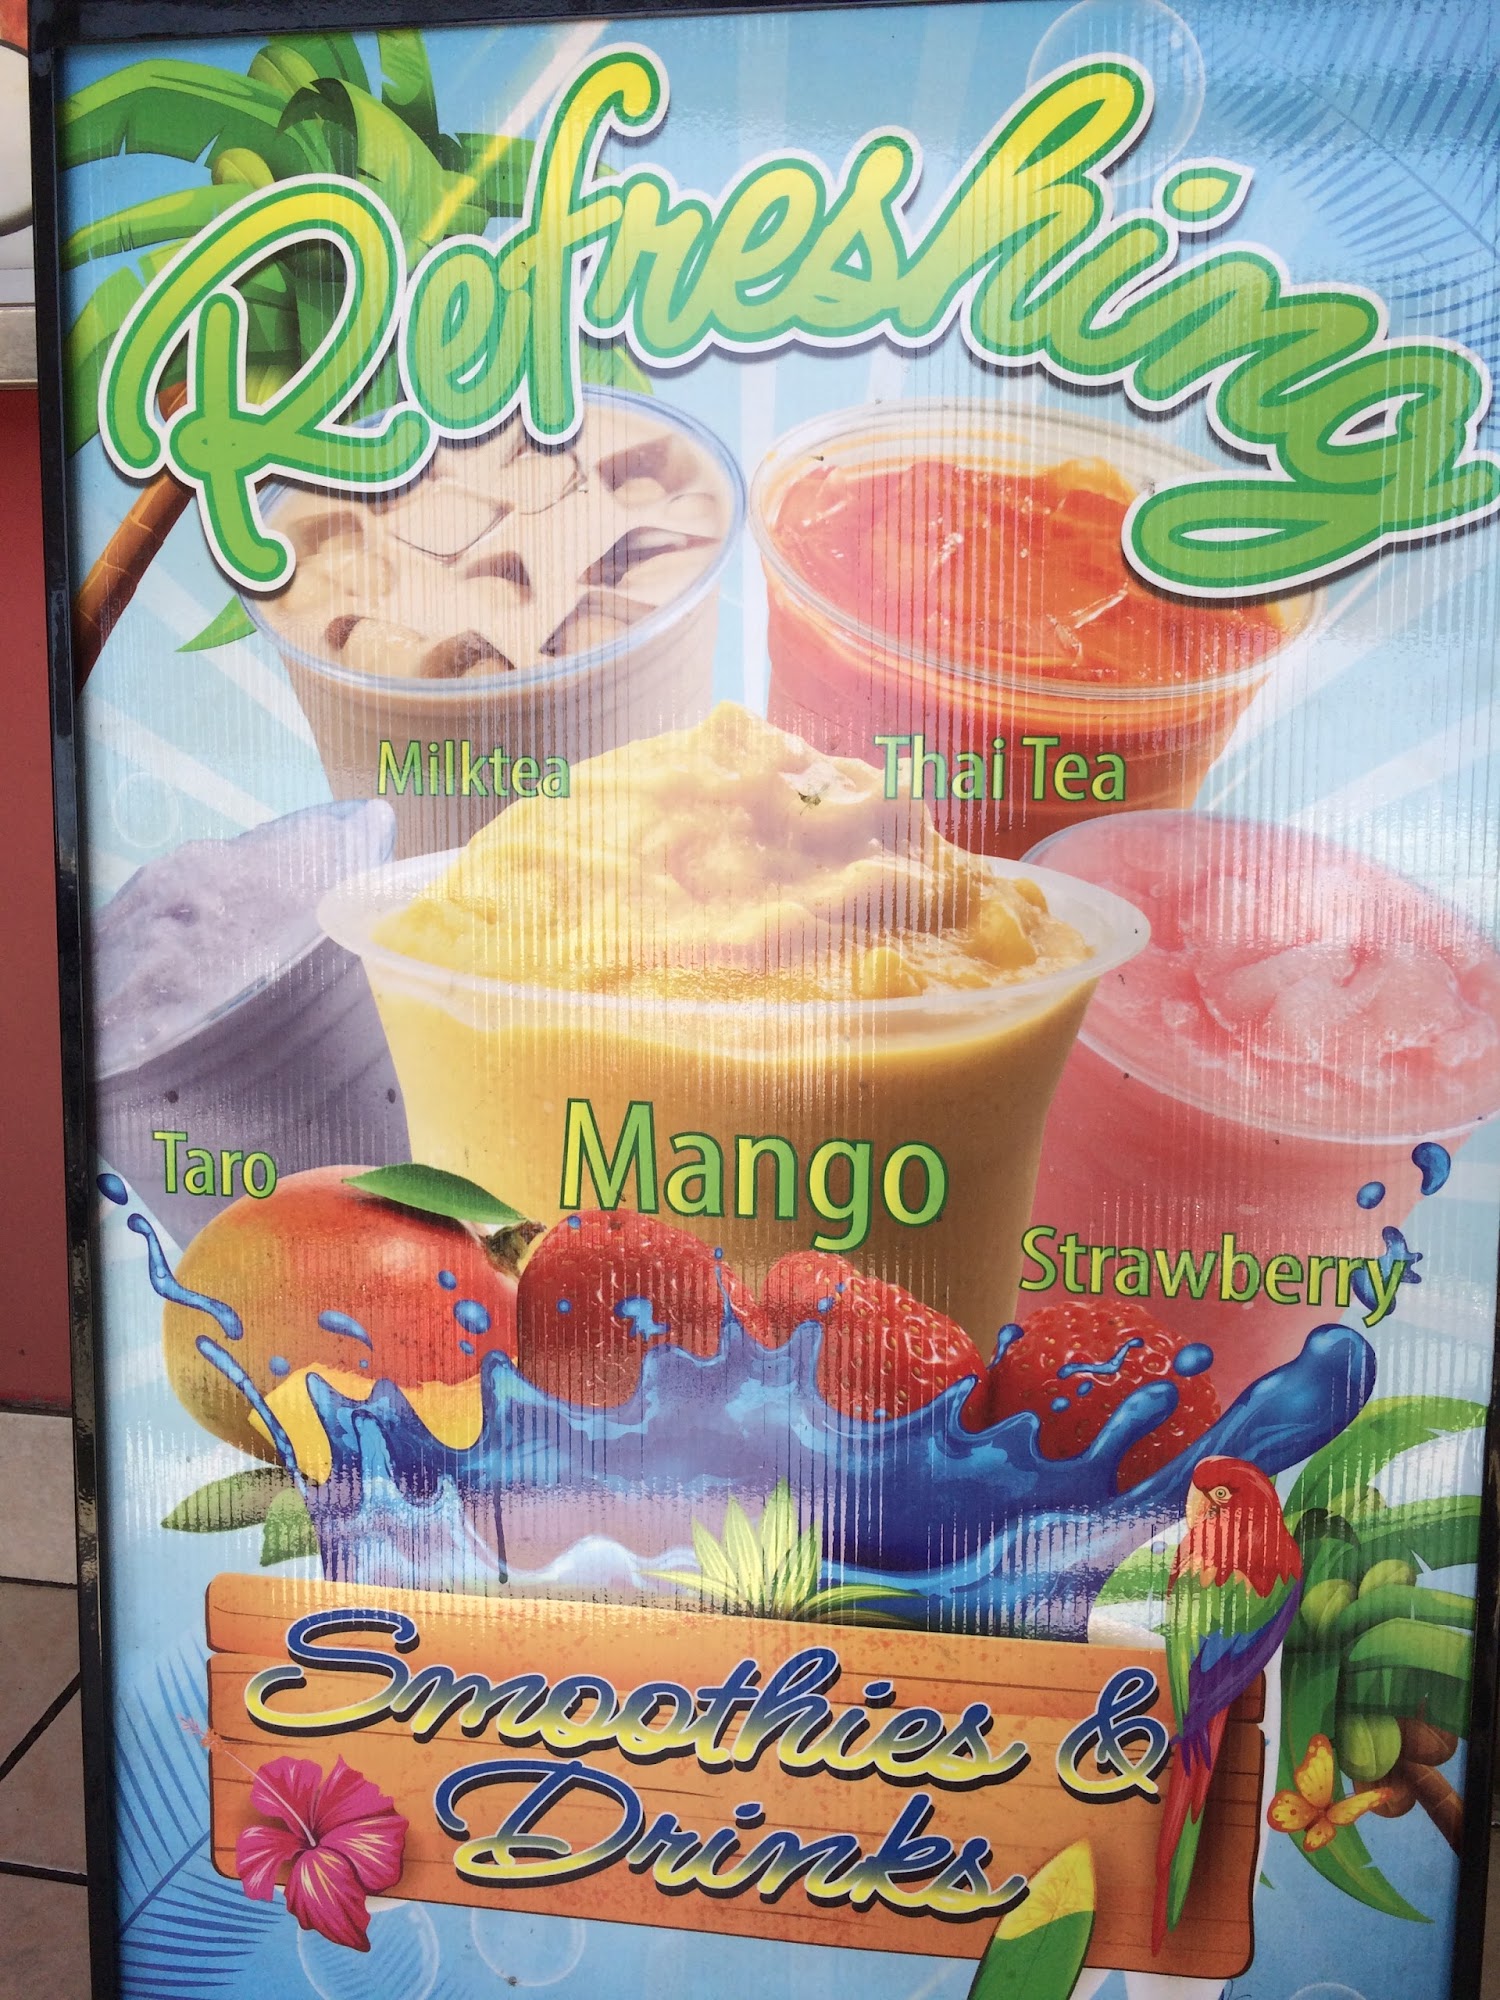 Refreshing
Milktea
Thai Tea
Taro
Mango
Strawberry
Smoothies &
Drinks